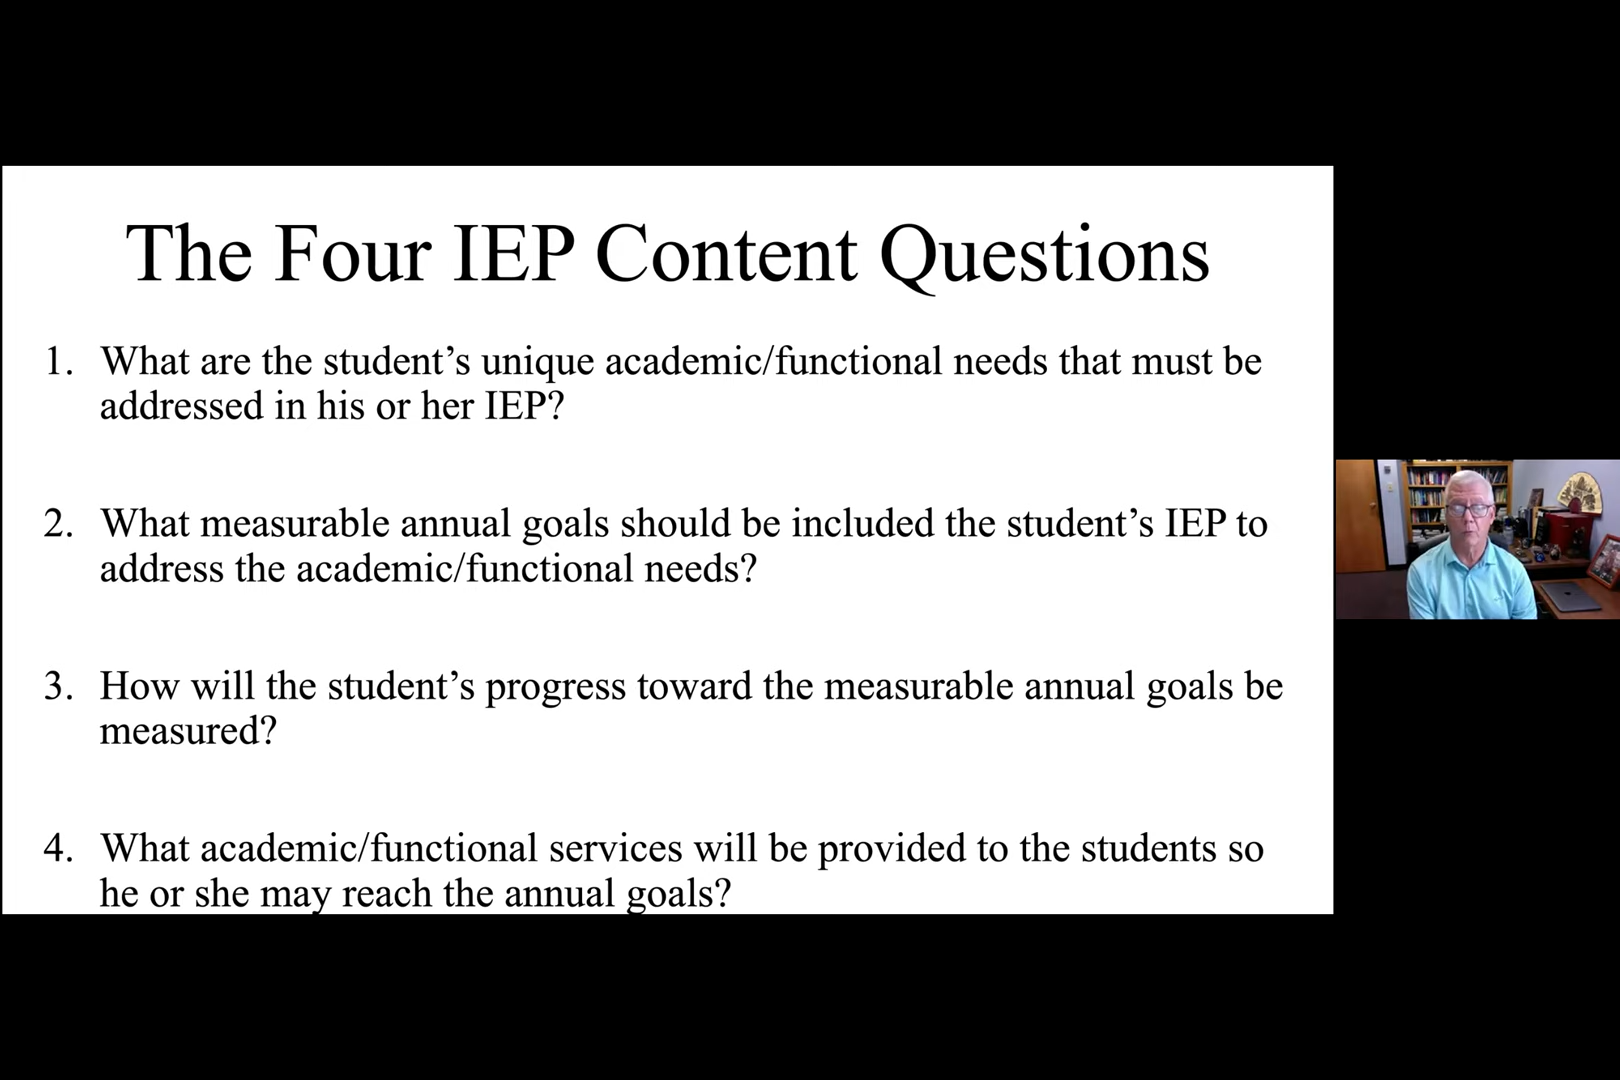 The Four IEP Content Questions
1. What are the student’s unique academic/functional needs that must be
addressed in his or her IEP?
2. What measurable annual goals should be included the student’s IEP to
address the academic/functional needs?
3. How will the student’s progress toward the measurable annual goals be
measured?
4. What academic/functional services will be provided to the students so
he or she may reach the annual goals?